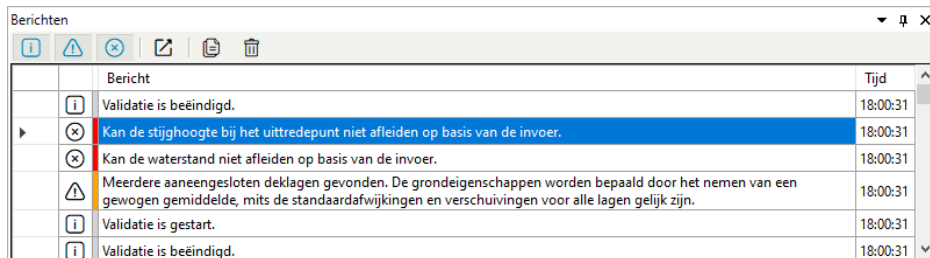 Berichten
Bericht Tijd
Validatie is beëindigd. 18:00:31
Kan de stijghoogte bij het uittredepunt niet afleiden op basis van de invoer. 18:00:31
Kan de waterstand niet afleiden op basis van de invoer. 18:00:31
Meerdere aaneengesloten deklagen gevonden. De grondeigenschappen worden bepaald door het nemen van een
gewogen gemiddelde, mits de standaardafwijkingen en verschuivingen voor alle lagen gelijk zijn. 18:00:31
Validatie is gestart. 18:00:31
Validatie is beëindigd. 18:00:31